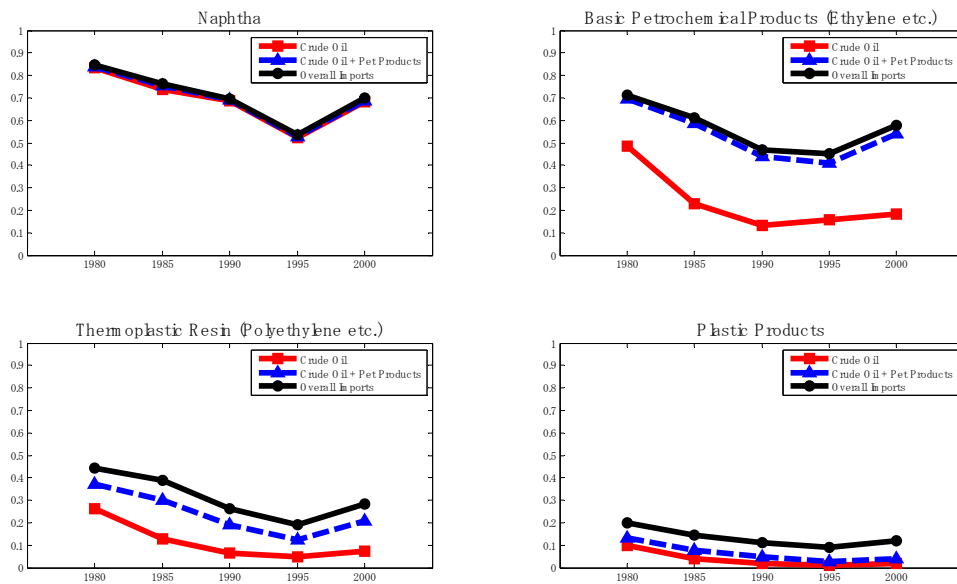 Naphtha
1
0.9
0.8
0.7
0.6
0.5
0.4
0.3
0.2
0.1
0
1980 1985 1990 1995 2000
Crude Oil
Crude Oil + Pet Products
Overall Imports
Basic Petrochemical Products (Ethylene etc.)
1
0.9
0.8
0.7
0.6
0.5
0.4
0.3
0.2
0.1
0
1980 1985 1990 1995 2000
Crude Oil
Crude Oil + Pet Products
Overall Imports
Thermoplastic Resin (Polyethylene etc.)
1
0.9
0.8
0.7
0.6
0.5
0.4
0.3
0.2
0.1
0
1980 1985 1990 1995 2000
Crude Oil
Crude Oil + Pet Products
Overall Imports
Plastic Products
1
0.9
0.8
0.7
0.6
0.5
0.4
0.3
0.2
0.1
0
1980 1985 1990 1995 2000
Crude Oil
Crude Oil + Pet Products
Overall Imports